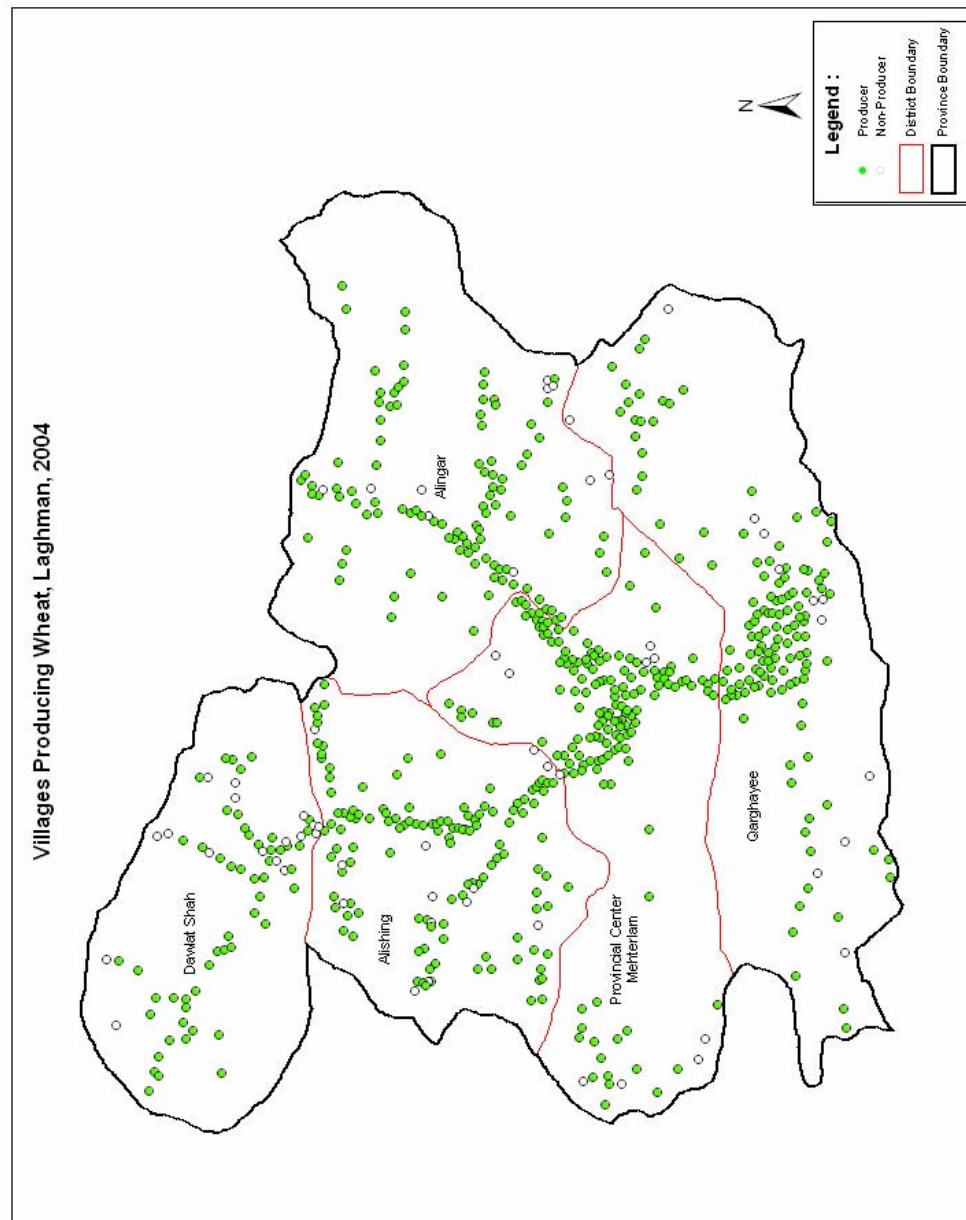 Villages Producing Wheat, Laghman, 2004
N
Legend :
Producer
Non-Producer
District Boundary
Province Boundary
Dawlat Shah
Alishing
Alingar
Provincial Center
Mehterlam
Qarghayee